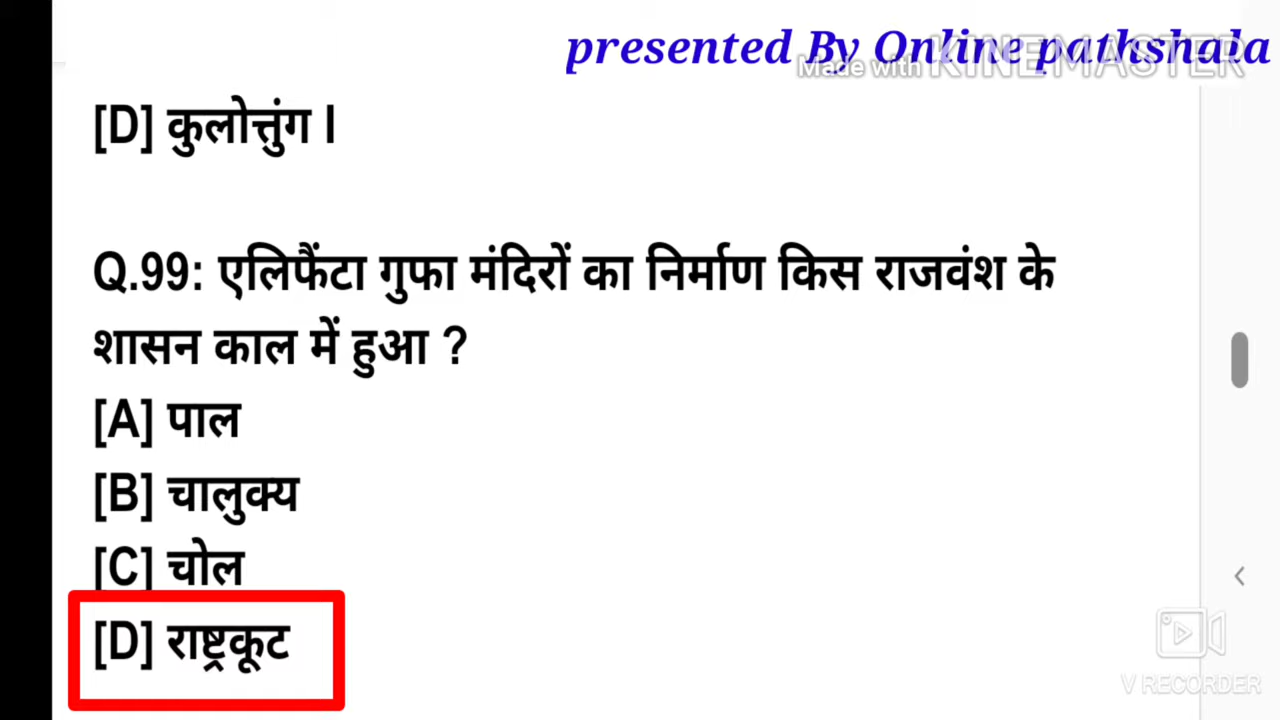 presented By Online pathshala
Made with KINEMASTER
[D] कुलोत्तुंग I
Q.99: एलिफैंटा गुफा मंदिरों का निर्माण किस राजवंश के
शासन काल में हुआ ?
[A] पाल
[B] चालुक्य
[C] चोल
[D] राष्ट्रकूट
V RECORDER